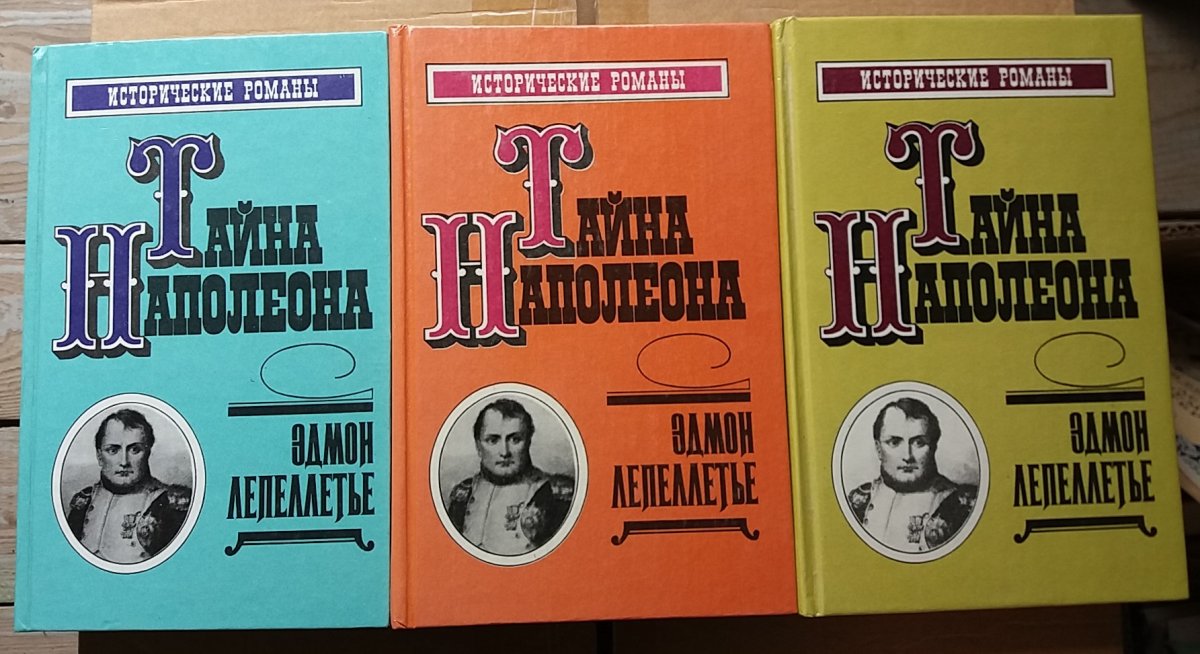 ИСТОРИЧЕСКИЕ РОМАНЫ
ТАЙНА
НАПОЛЕОНА
ЭДМОН
ЛЕПЕЛЛЕТЬЕ
ИСТОРИЧЕСКИЕ РОМАНЫ
ТАЙНА
НАПОЛЕОНА
ЭДМОН
ЛЕПЕЛЛЕТЬЕ
ИСТОРИЧЕСКИЕ РОМАНЫ
ТАЙНА
НАПОЛЕОНА
ЭДМОН
ЛЕПЕЛЛЕТЬЕ